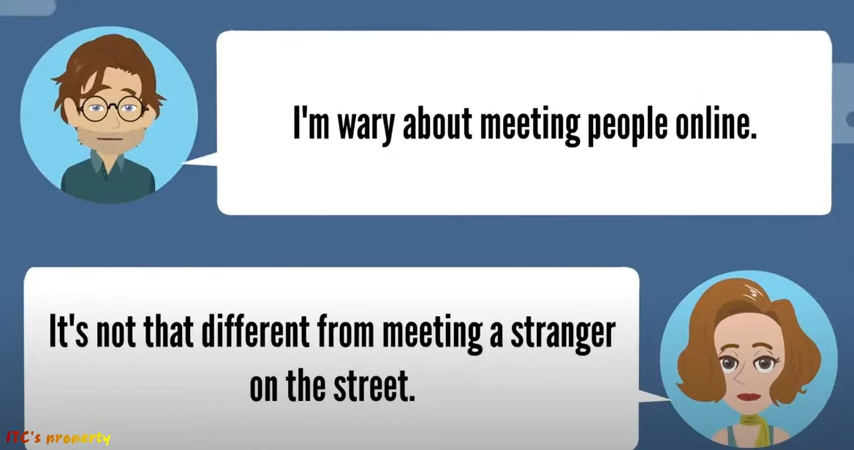 I'm wary about meeting people online.
It's not that different from meeting a stranger
on the street.
ITC's property